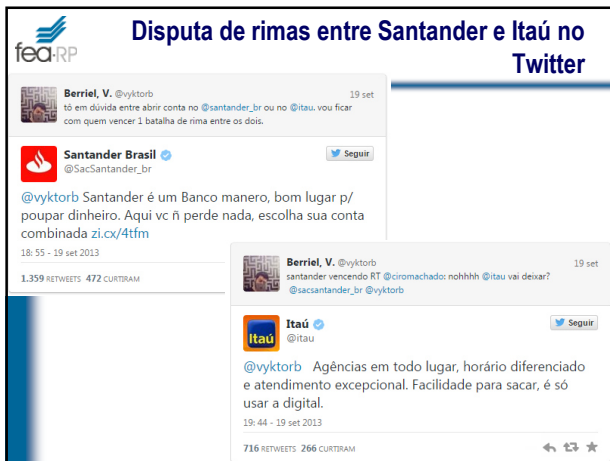 fea-RP
Disputa de rimas entre Santander e Itaú no
Twitter
Berriel, V. @vyktorb 19 set
tô em dúvida entre abrir conta no @santander_br ou no @itau. vou ficar
com quem vencer 1 batalha de rima entre os dois.
Santander Brasil
@SacSantander_br
Seguir
@vyktorb Santander é um Banco manero, bom lugar p/
poupar dinheiro. Aqui vc ñ perde nada, escolha sua conta
combinada zi.cx/4tfm
18: 55 - 19 set 2013
1.359 RETWEETS 472 CURTIRAM
Berriel, V. @vyktorb 19 set
santander vencendo RT @ciromachado: nohhhh @itau vai deixar?
@sacsantander_br @vyktorb
Itaú
Itaú
@itau
Seguir
@vyktorb Agências em todo lugar, horário diferenciado
e atendimento excepcional. Facilidade para sacar, é só
usar a digital.
19: 44 - 19 set 2013
716 RETWEETS 266 CURTIRAM